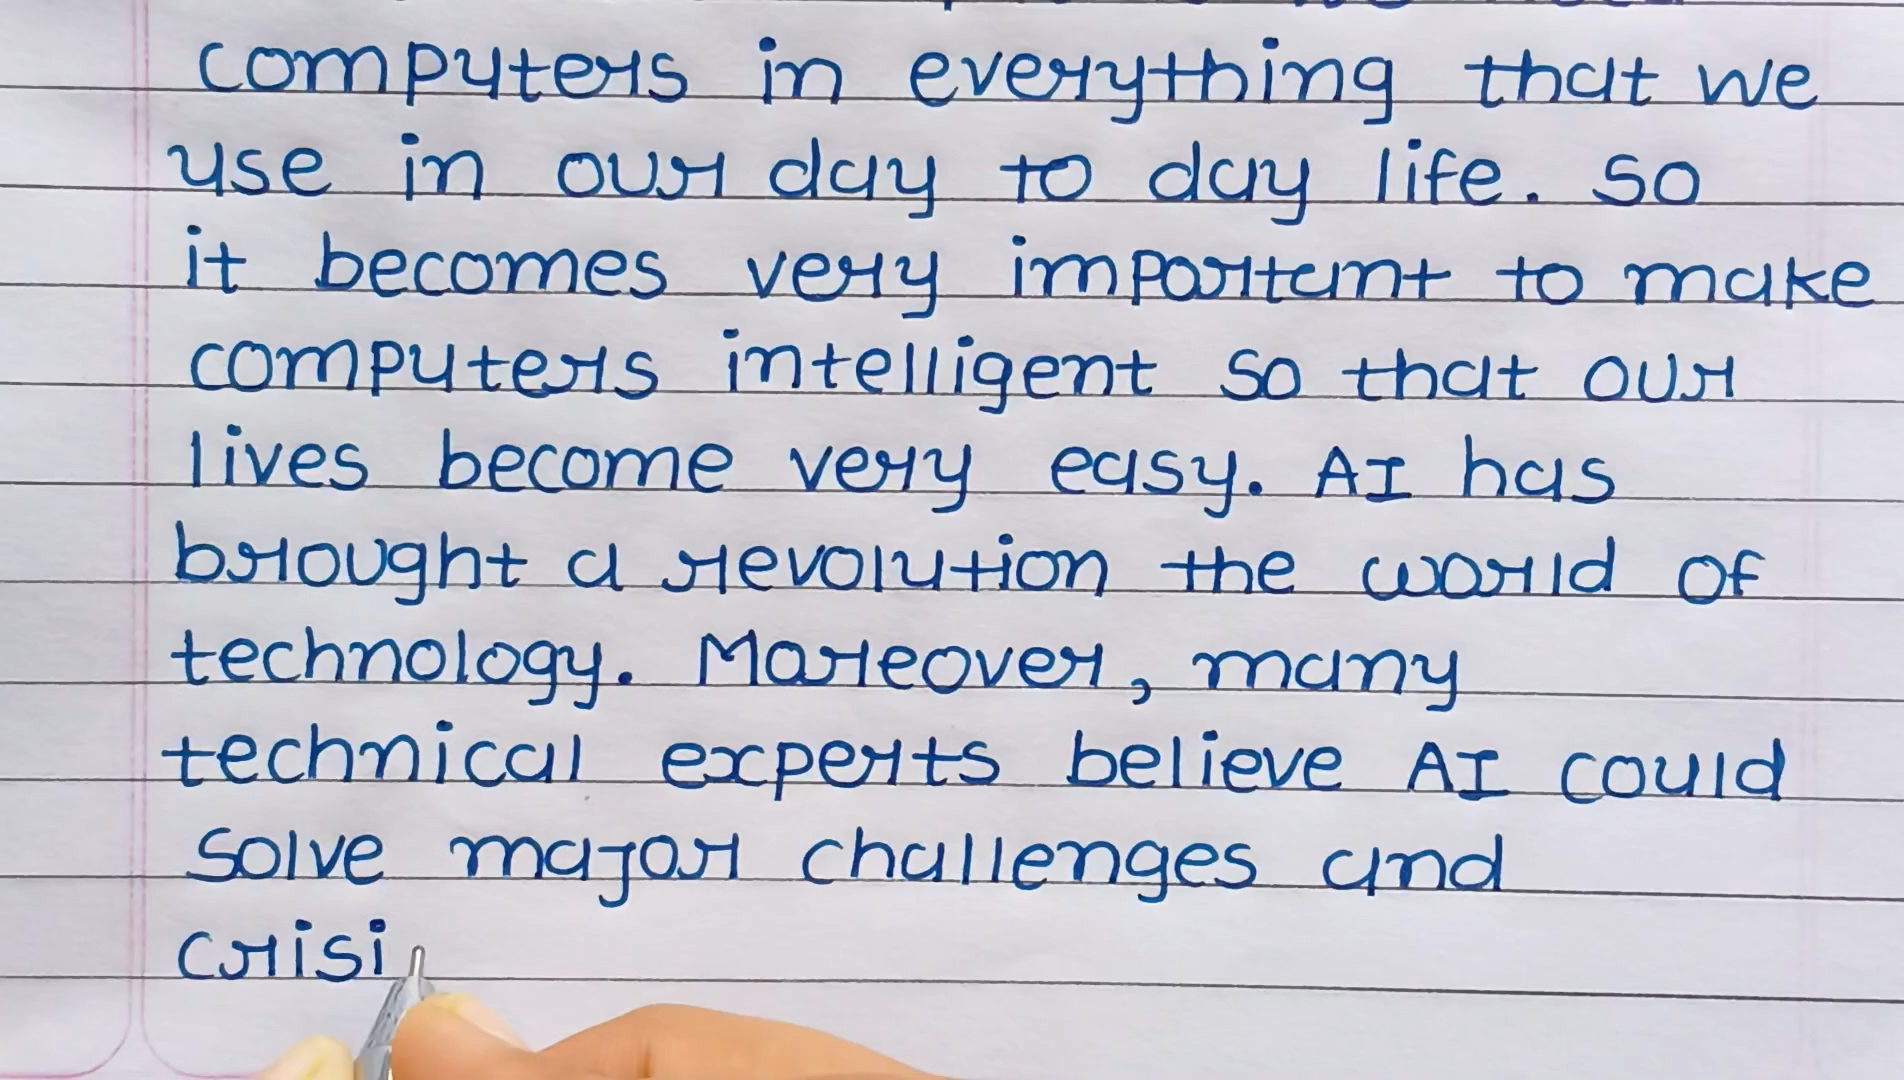 computers in everything that we
use in our day to day life. So
it becomes very important to make
computers intelligent so that our
lives become very easy. AI has
brought a revolution the world of
technology. Moreover, many
technical experts believe AI could
solve major challenges and
crisi